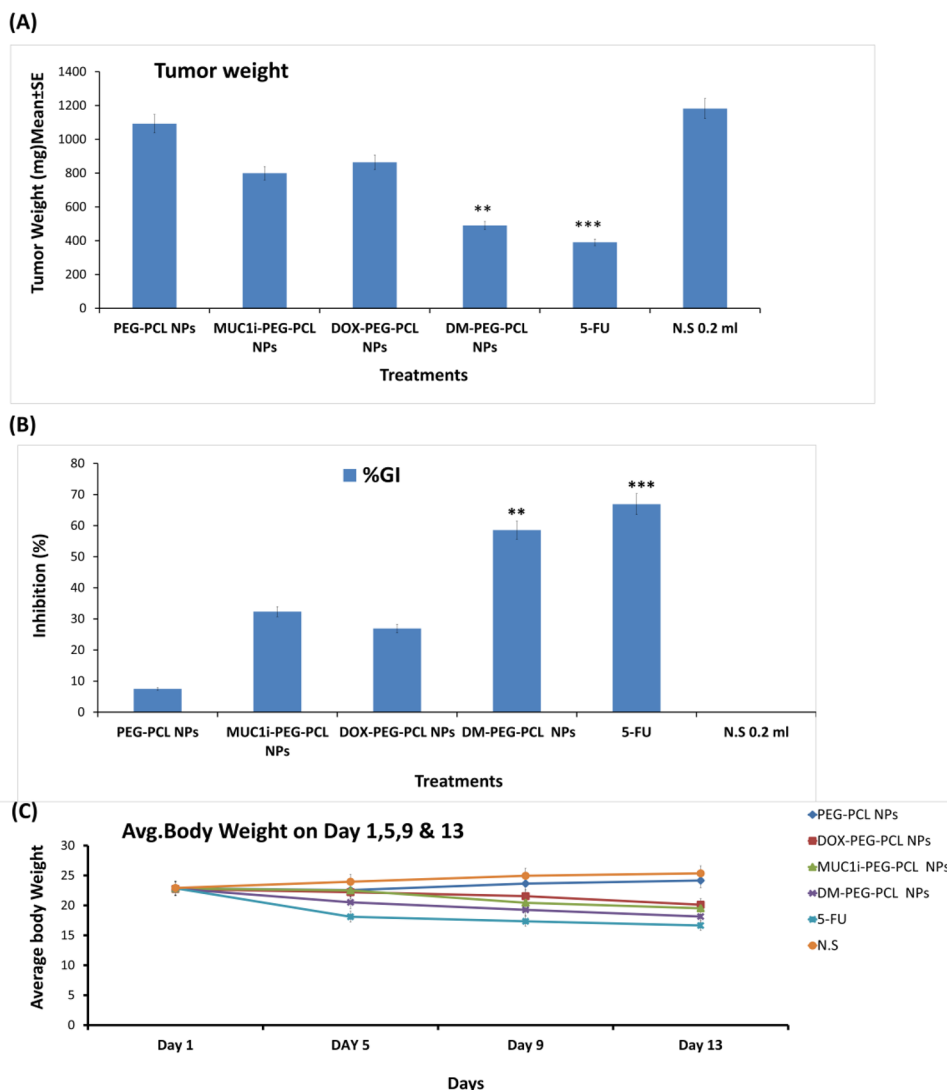 (A)
Tumor weight
Tumor Weight (mg)Mean±SE
1400
1200
1000
800
600
400
200
0
**
***
PEG-PCL NPs
MUC1i-PEG-PCL
NPs
DOX-PEG-PCL
NPs
DM-PEG-PCL
NPs
5-FU
N.S 0.2 ml
Treatments
(B)
%GI
Inhibition (%)
80
70
60
50
40
30
20
10
0
**
***
PEG-PCL NPs
MUC1i-PEG-PCL
NPs
DOX-PEG-PCL NPs
DM-PEG-PCL NPs
5-FU
N.S 0.2 ml
Treatments
(C)
Avg.Body Weight on Day 1,5,9 & 13
Average body Weight
30
25
20
15
10
5
0
Day 1
DAY 5
Day 9
Day 13
Days
PEG-PCL NPs
DOX-PEG-PCL NPs
MUC1i-PEG-PCL NPs
DM-PEG-PCL NPs
5-FU
N.S